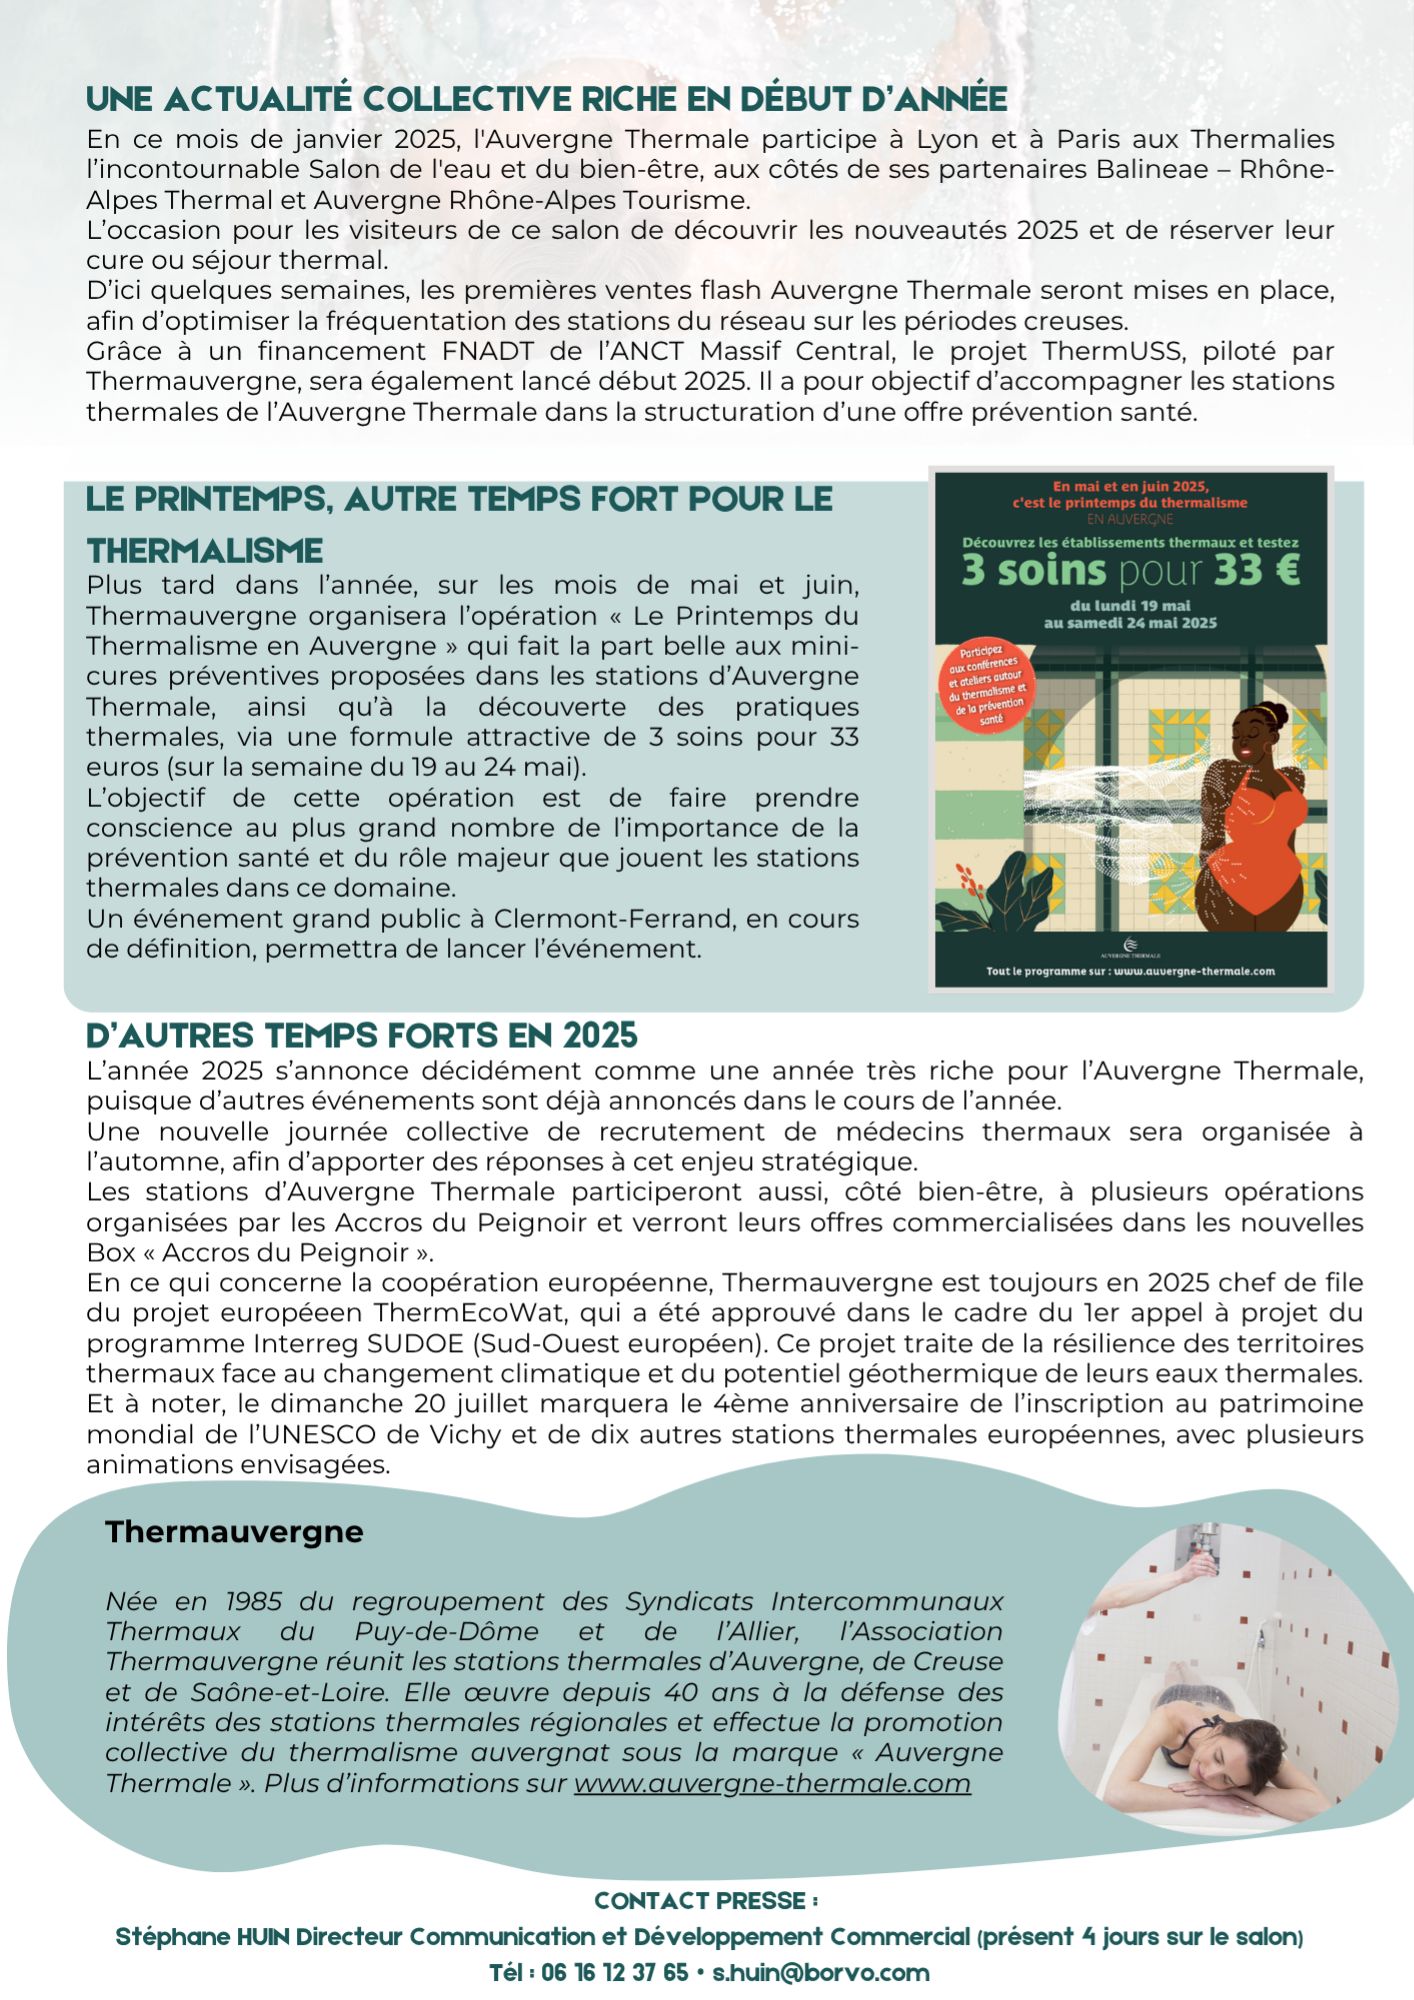 UNE ACTUALITÉ COLLECTIVE RICHE EN DÉBUT D'ANNÉE
En ce mois de janvier 2025, l'Auvergne Thermale participe à Lyon et à Paris aux Thermalies
l’incontournable Salon de l'eau et du bien-être, aux côtés de ses partenaires Balineae – Rhône-
Alpes Thermal et Auvergne Rhône-Alpes Tourisme.
L’occasion pour les visiteurs de ce salon de découvrir les nouveautés 2025 et de réserver leur
cure ou séjour thermal.
D’ici quelques semaines, les premières ventes flash Auvergne Thermale seront mises en place,
afin d’optimiser la fréquentation des stations du réseau sur les périodes creuses.
Grâce à un financement FNADT de l’ANCT Massif Central, le projet ThermUSS, piloté par
Thermauvergne, sera également lancé début 2025. Il a pour objectif d’accompagner les stations
thermales de l’Auvergne Thermale dans la structuration d’une offre prévention santé.
LE PRINTEMPS, AUTRE TEMPS FORT POUR LE
THERMALISME
Plus tard dans l’année, sur les mois de mai et juin,
Thermauvergne organisera l’opération « Le Printemps du
Thermalisme en Auvergne » qui fait la part belle aux mini-
cures préventives proposées dans les stations d’Auvergne
Thermale, ainsi qu’à la découverte des pratiques
thermales, via une formule attractive de 3 soins pour 33
euros (sur la semaine du 19 au 24 mai).
L’objectif de cette opération est de faire prendre
conscience au plus grand nombre de l’importance de la
prévention santé et du rôle majeur que jouent les stations
thermales dans ce domaine.
Un événement grand public à Clermont-Ferrand, en cours
de définition, permettra de lancer l’événement.
En mai et en juin 2025,
c'est le printemps du thermalisme
EN AUVERGNE
Découvrez les établissements thermaux et testez
3 soins pour 33 €
du lundi 19 mai
au samedi 24 mai 2025
Participez
aux conférences
et ateliers autour
du thermalisme et
de la prévention
santé
AUVERGNE THERMALE
Tout le programme sur : www.auvergne-thermale.com
D’AUTRES TEMPS FORTS EN 2025
L’année 2025 s’annonce décidément comme une année très riche pour l’Auvergne Thermale,
puisque d’autres événements sont déjà annoncés dans le cours de l’année.
Une nouvelle journée collective de recrutement de médecins thermaux sera organisée à
l’automne, afin d’apporter des réponses à cet enjeu stratégique.
Les stations d’Auvergne Thermale participeront aussi, côté bien-être, à plusieurs opérations
organisées par les Accros du Peignoir et verront leurs offres commercialisées dans les nouvelles
Box « Accros du Peignoir ».
En ce qui concerne la coopération européenne, Thermauvergne est toujours en 2025 chef de file
du projet europééen ThermEcoWat, qui a été approuvé dans le cadre du 1er appel à projet du
programme Interreg SUDOE (Sud-Ouest européen). Ce projet traite de la résilience des territoires
thermaux face au changement climatique et du potentiel géothermique de leurs eaux thermales.
Et à noter, le dimanche 20 juillet marquera le 4ème anniversaire de l’inscription au patrimoine
mondial de l’UNESCO de Vichy et de dix autres stations thermales européennes, avec plusieurs
animations envisagées.
Thermauvergne
Née en 1985 du regroupement des Syndicats Intercommunaux
Thermaux du Puy-de-Dôme et de l’Allier, l’Association
Thermauvergne réunit les stations thermales d’Auvergne, de Creuse
et de Saône-et-Loire. Elle œuvre depuis 40 ans à la défense des
intérêts des stations thermales régionales et effectue la promotion
collective du thermalisme auvergnat sous la marque « Auvergne
Thermale ». Plus d’informations sur www.auvergne-thermale.com
CONTACT PRESSE :
Stéphane HUIN Directeur Communication et Développement Commercial (présent 4 jours sur le salon)
Tél : 06 16 12 37 65 • s.huin@borvo.com